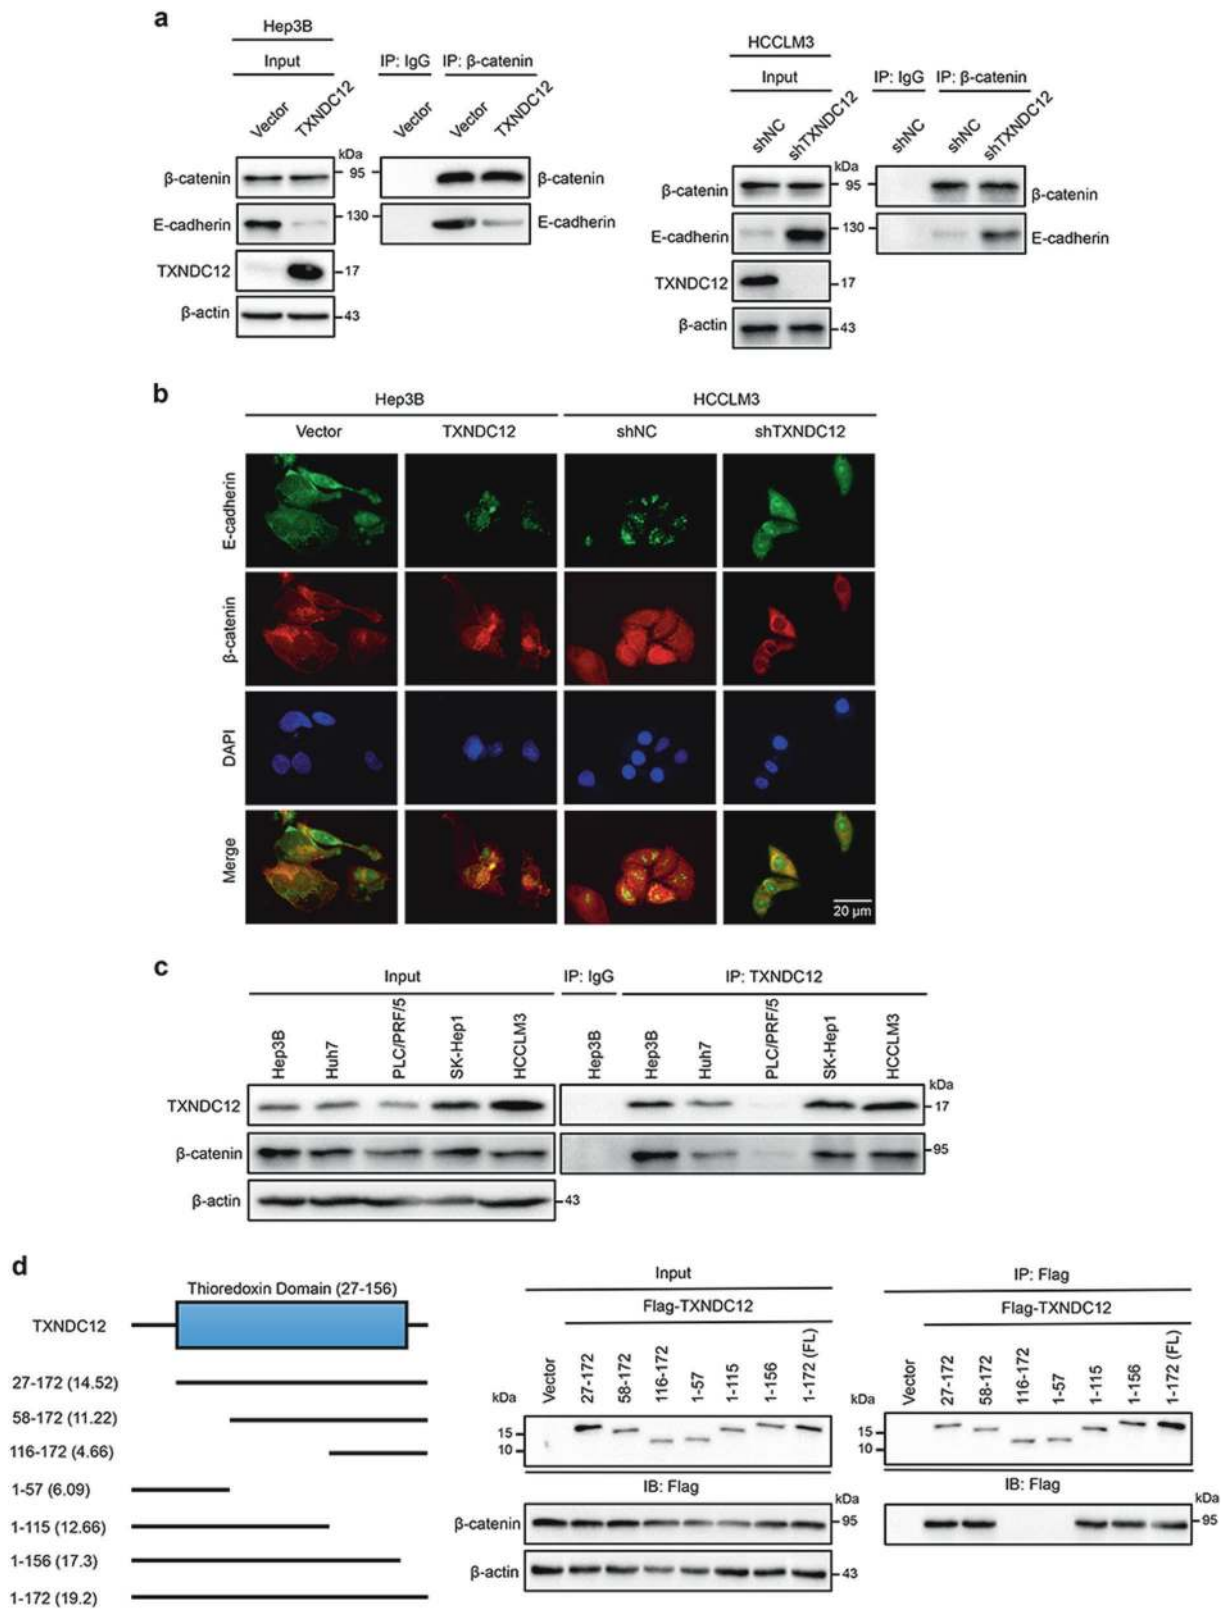 a
Hep3B
Input IP: IgG IP: β-catenin
Vector TXNDC12 Vector Vector TXNDC12
kDa
β-catenin 95 β-catenin
E-cadherin 130 E-cadherin
TXNDC12 17
β-actin 43
HCCLM3
Input IP: IgG IP: β-catenin
shNC shTXNDC12 shNC shNC shTXNDC12
kDa
β-catenin 95 β-catenin
E-cadherin 130 E-cadherin
TXNDC12 17
β-actin 43
b
Hep3B HCCLM3
Vector TXNDC12 shNC shTXNDC12
E-cadherin
β-catenin
DAPI
Merge
20 μm
c
Input IP: IgG IP: TXNDC12
Hep3B Huh7 PLC/PRF/5 SK-Hep1 HCCLM3 Hep3B Hep3B Huh7 PLC/PRF/5 SK-Hep1 HCCLM3
kDa
TXNDC12 17
β-catenin 95
β-actin 43
d
Thioredoxin Domain (27-156)
TXNDC12
27-172 (14.52)
58-172 (11.22)
116-172 (4.66)
1-57 (6.09)
1-115 (12.66)
1-156 (17.3)
1-172 (19.2)
Input
Flag-TXNDC12
Vector 27-172 58-172 116-172 1-57 1-115 1-156 1-172 (FL)
kDa
15
10
IB: Flag
kDa
β-catenin 95
β-actin 43
IP: Flag
Flag-TXNDC12
Vector 27-172 58-172 116-172 1-57 1-115 1-156 1-172 (FL)
kDa
15
10
IB: Flag
kDa
95